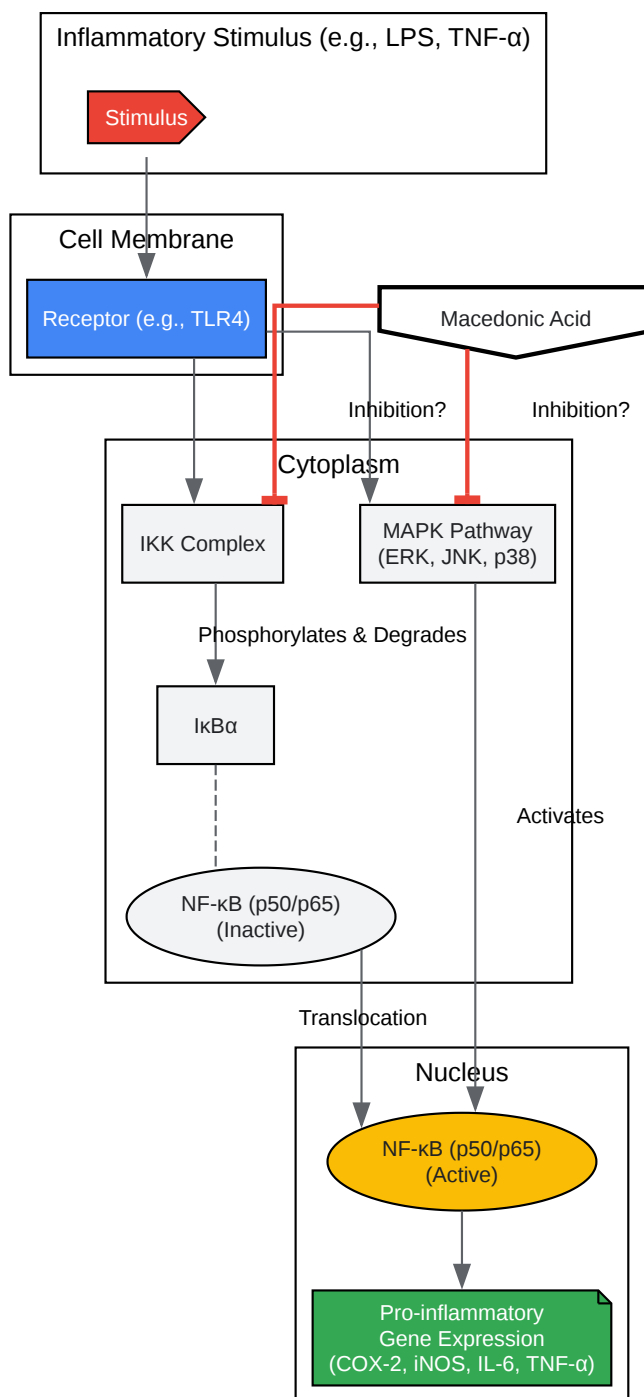 Inflammatory Stimulus (e.g., LPS, TNF-α)
Stimulus
Cell Membrane
Receptor (e.g., TLR4)
Macedonic Acid
Inhibition?
Inhibition?
Cytoplasm
IKK Complex
MAPK Pathway
(ERK, JNK, p38)
Phosphorylates & Degrades
IκBα
Activates
NF-κB (p50/p65)
(Inactive)
Translocation
Nucleus
NF-κB (p50/p65)
(Active)
Pro-inflammatory
Gene Expression
(COX-2, iNOS, IL-6, TNF-α)